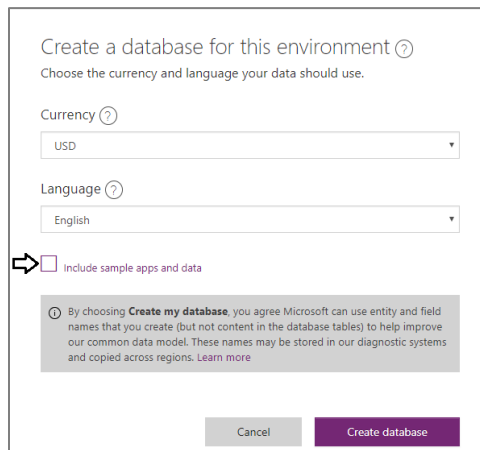 Create a database for this environment ?
Choose the currency and language your data should use.
Currency ?
USD
Language ?
English
Include sample apps and data
By choosing Create my database, you agree Microsoft can use entity and field
names that you create (but not content in the database tables) to help improve
our common data model. These names may be stored in our diagnostic systems
and copied across regions. Learn more
Cancel
Create database